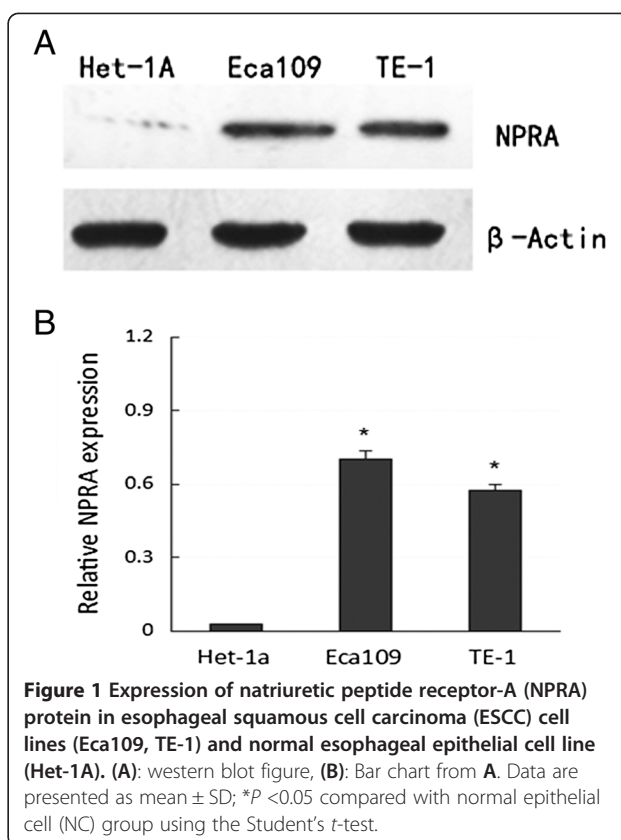 A
Het-1A Eca109 TE-1
NPRA
β-Actin
B
1.2
0.9
0.6
0.3
0
Relative NPRA expression
*
*
Het-1a Eca109 TE-1
Figure 1 Expression of natriuretic peptide receptor-A (NPRA)
protein in esophageal squamous cell carcinoma (ESCC) cell
lines (Eca109, TE-1) and normal esophageal epithelial cell line
(Het-1A). (A): western blot figure, (B): Bar chart from A. Data are
presented as mean ± SD; *P <0.05 compared with normal epithelial
cell (NC) group using the Student's t-test.